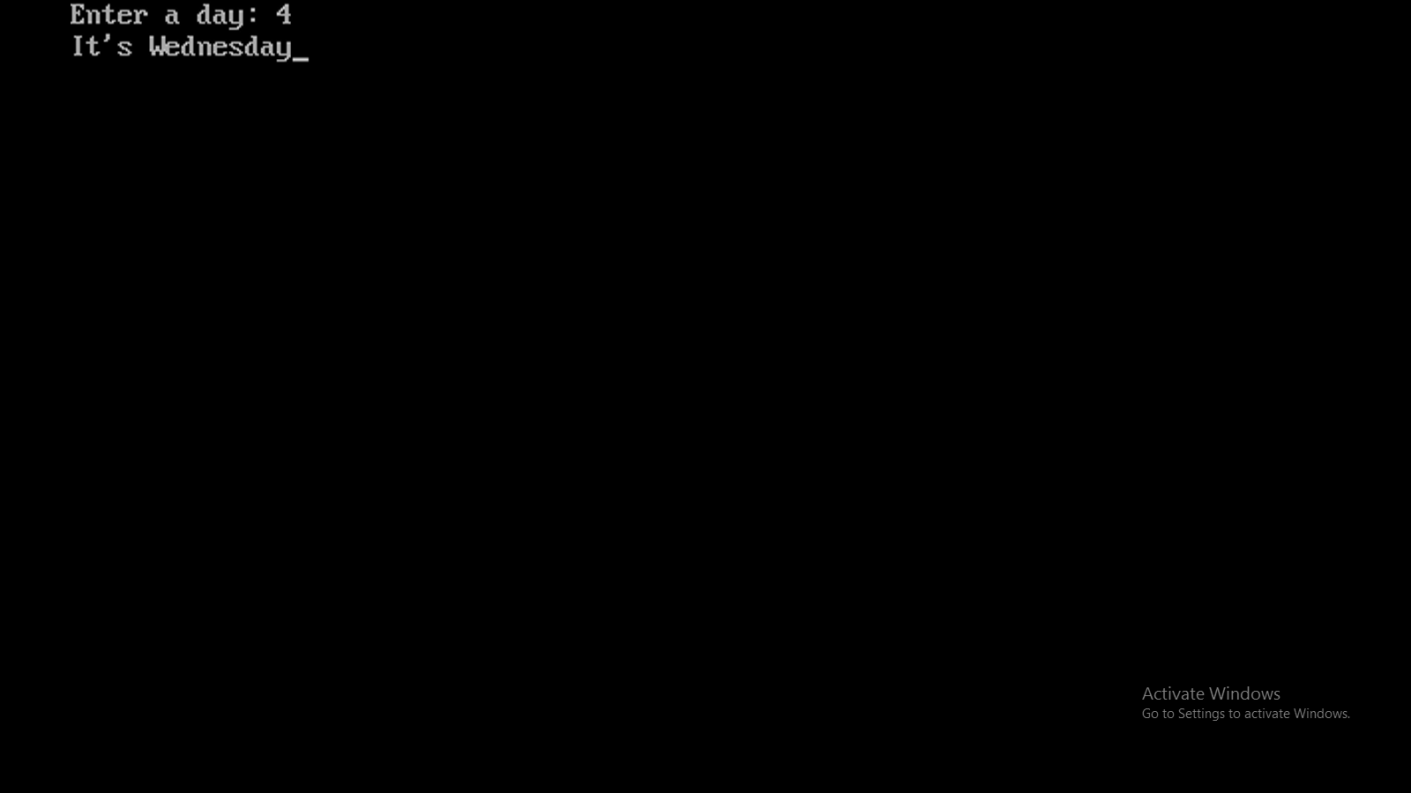 Enter a day: 4
It's Wednesday_
Activate Windows
Go to Settings to activate Windows.